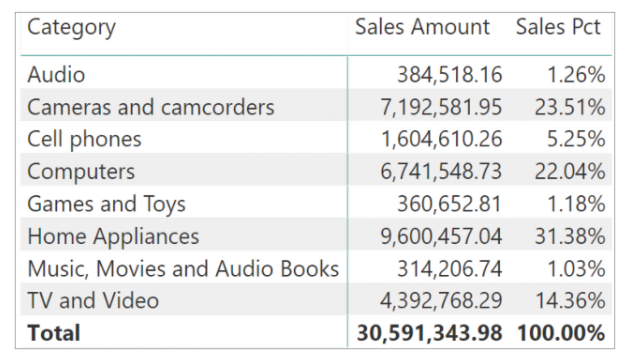 Category Sales Amount Sales Pct
Audio 384,518.16 1.26%
Cameras and camcorders 7,192,581.95 23.51%
Cell phones 1,604,610.26 5.25%
Computers 6,741,548.73 22.04%
Games and Toys 360,652.81 1.18%
Home Appliances 9,600,457.04 31.38%
Music, Movies and Audio Books 314,206.74 1.03%
TV and Video 4,392,768.29 14.36%
Total 30,591,343.98 100.00%